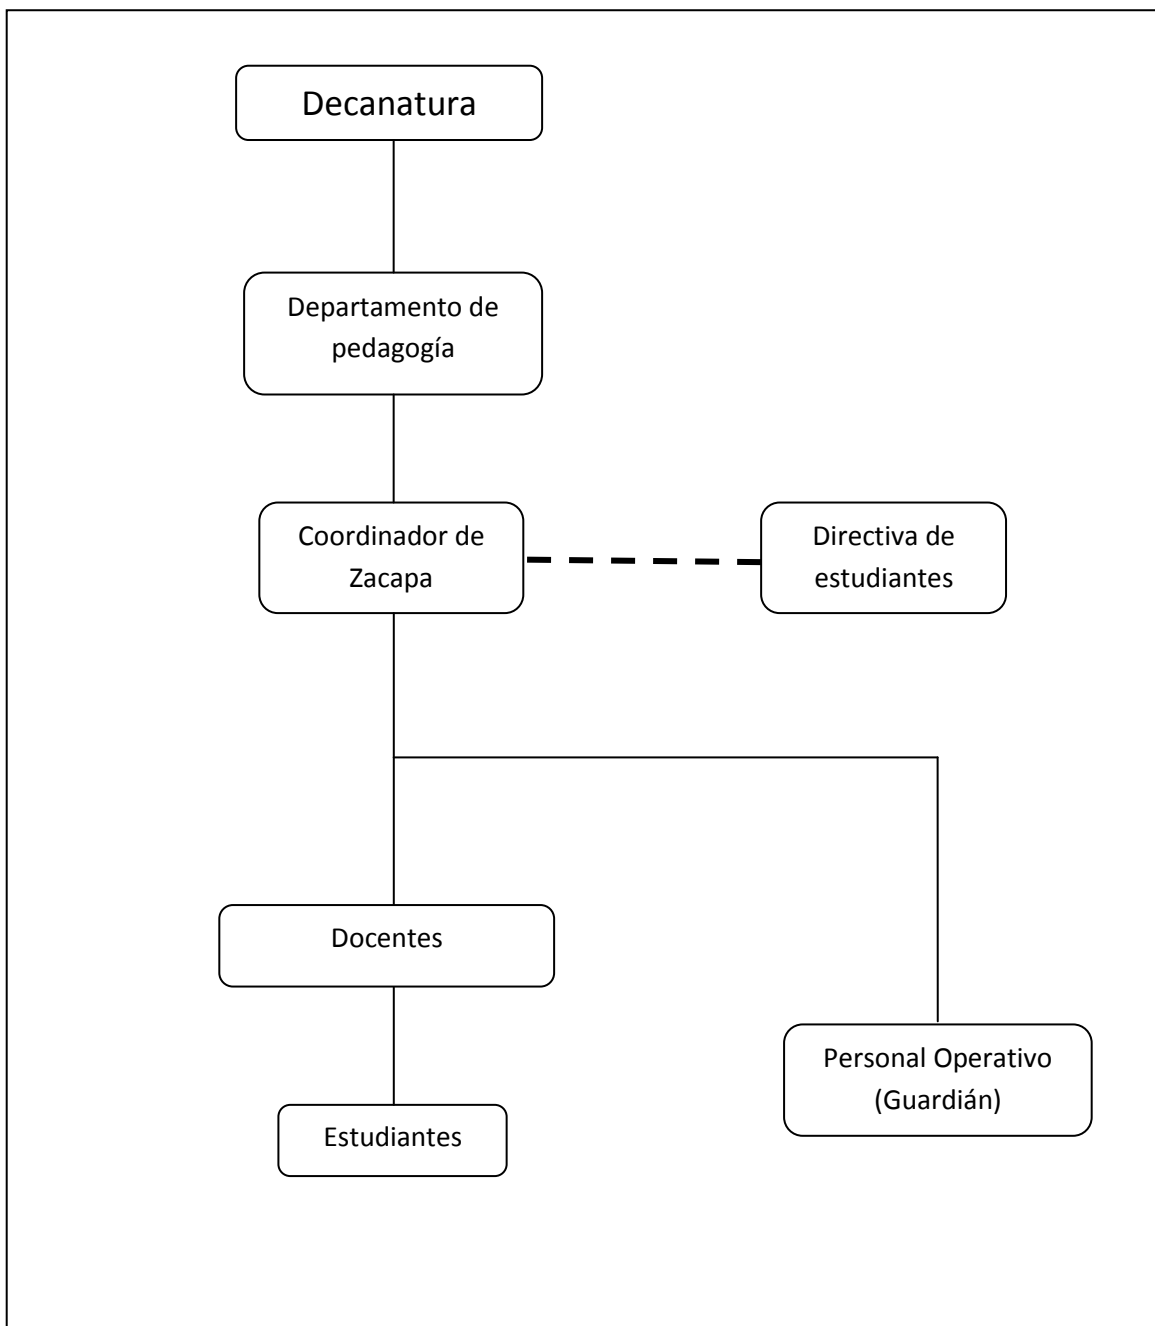 Decanatura
Departamento de
pedagogía
Coordinador de
Zacapa
Directiva de
estudiantes
Docentes
Personal Operativo
(Guardián)
Estudiantes